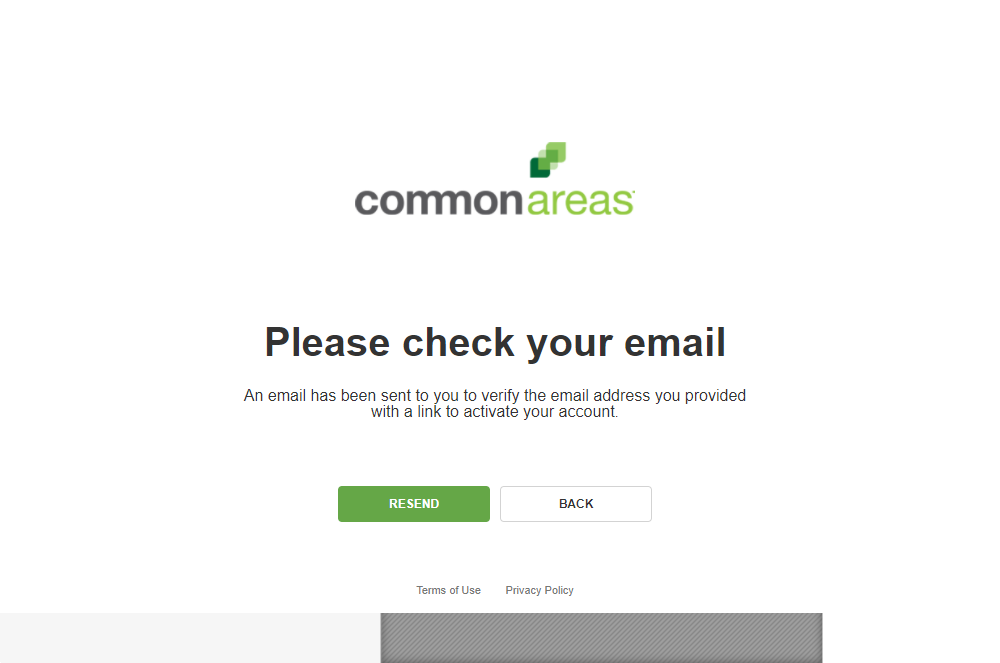 commonareas
Please check your email
An email has been sent to you to verify the email address you provided
with a link to activate your account.
RESEND BACK
Terms of Use Privacy Policy